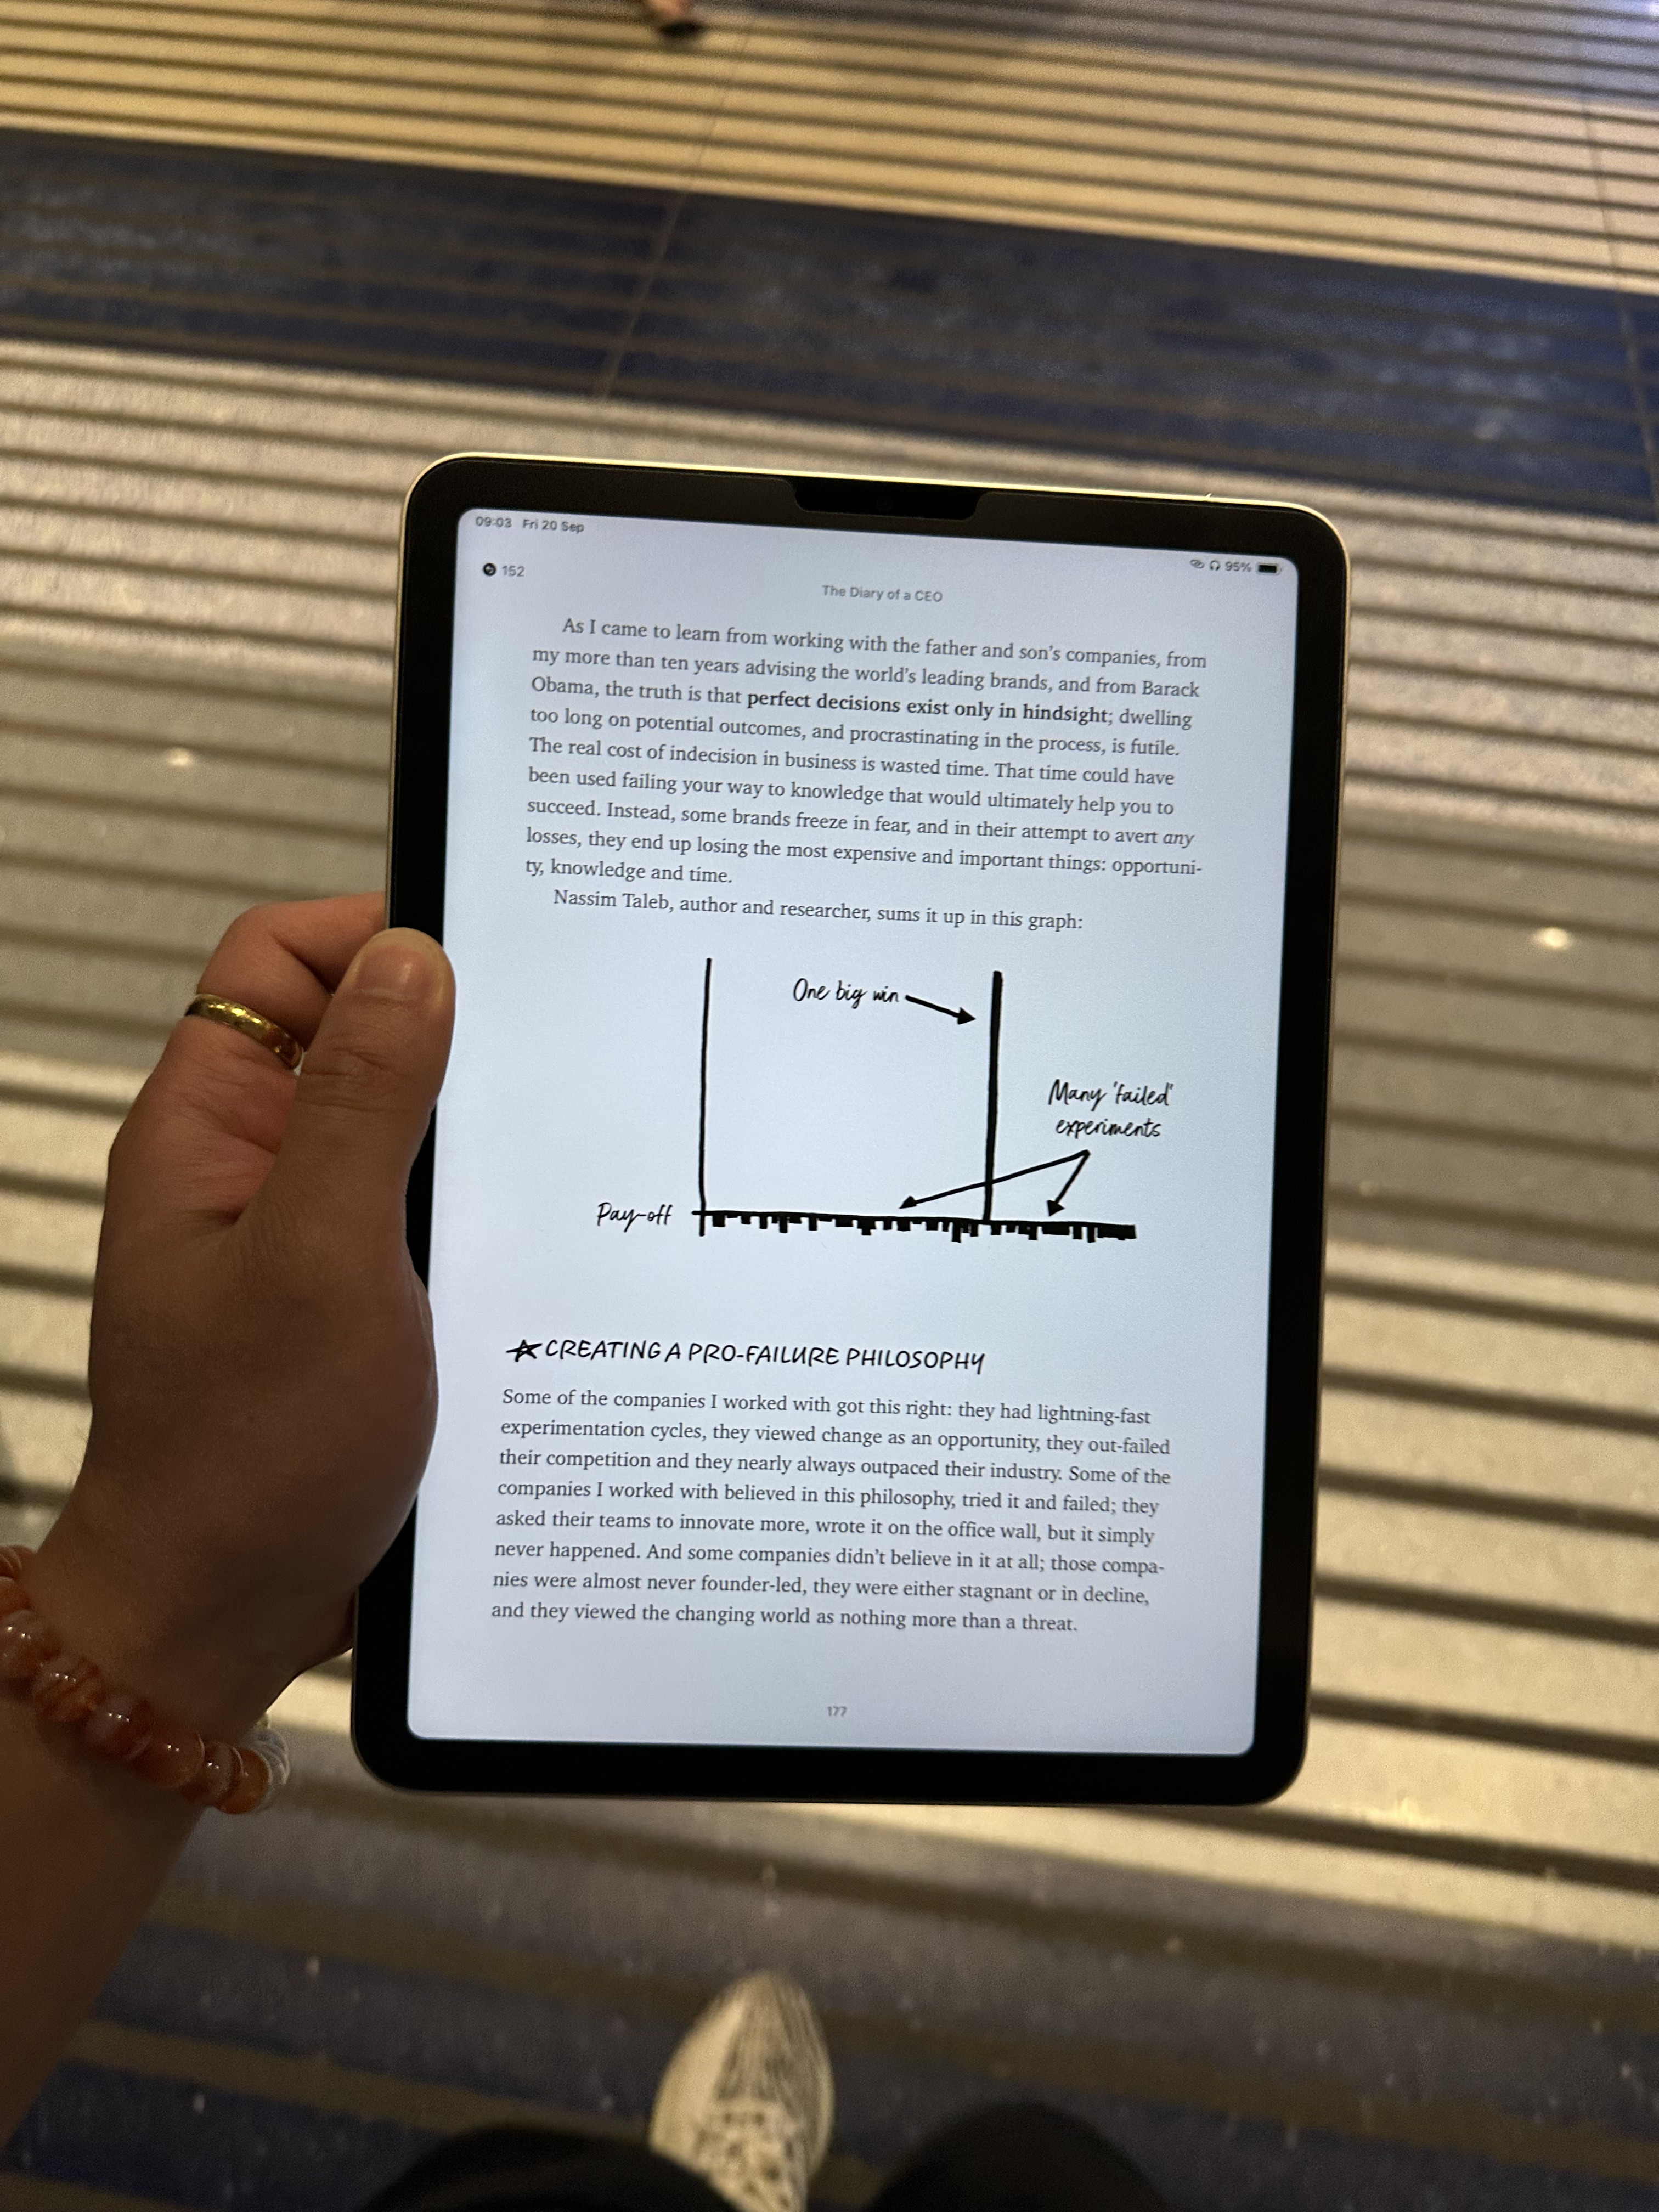 09:03 Fri 20 Sep
95%
152
The Diary of a CEO
As I came to learn from working with the father and son's companies, from
my more than ten years advising the world's leading brands, and from Barack
Obama, the truth is that perfect decisions exist only in hindsight; dwelling
too long on potential outcomes, and procrastinating in the process, is futile.
The real cost of indecision in business is wasted time. That time could have
been used failing your way to knowledge that would ultimately help you to
succeed. Instead, some brands freeze in fear, and in their attempt to avert any
losses, they end up losing the most expensive and important things: opportuni-
ty, knowledge and time.
Nassim Taleb, author and researcher, sums it up in this graph:
One big win
Many 'failed'
experiments
Pay-off
CREATING A PRO-FAILURE PHILOSOPHY
Some of the companies I worked with got this right: they had lightning-fast
experimentation cycles, they viewed change as an opportunity, they out-failed
their competition and they nearly always outpaced their industry. Some of the
companies I worked with believed in this philosophy, tried it and failed; they
asked their teams to innovate more, wrote it on the office wall, but it simply
never happened. And some companies didn't believe in it at all; those compa-
nies were almost never founder-led, they were either stagnant or in decline,
and they viewed the changing world as nothing more than a threat.
177